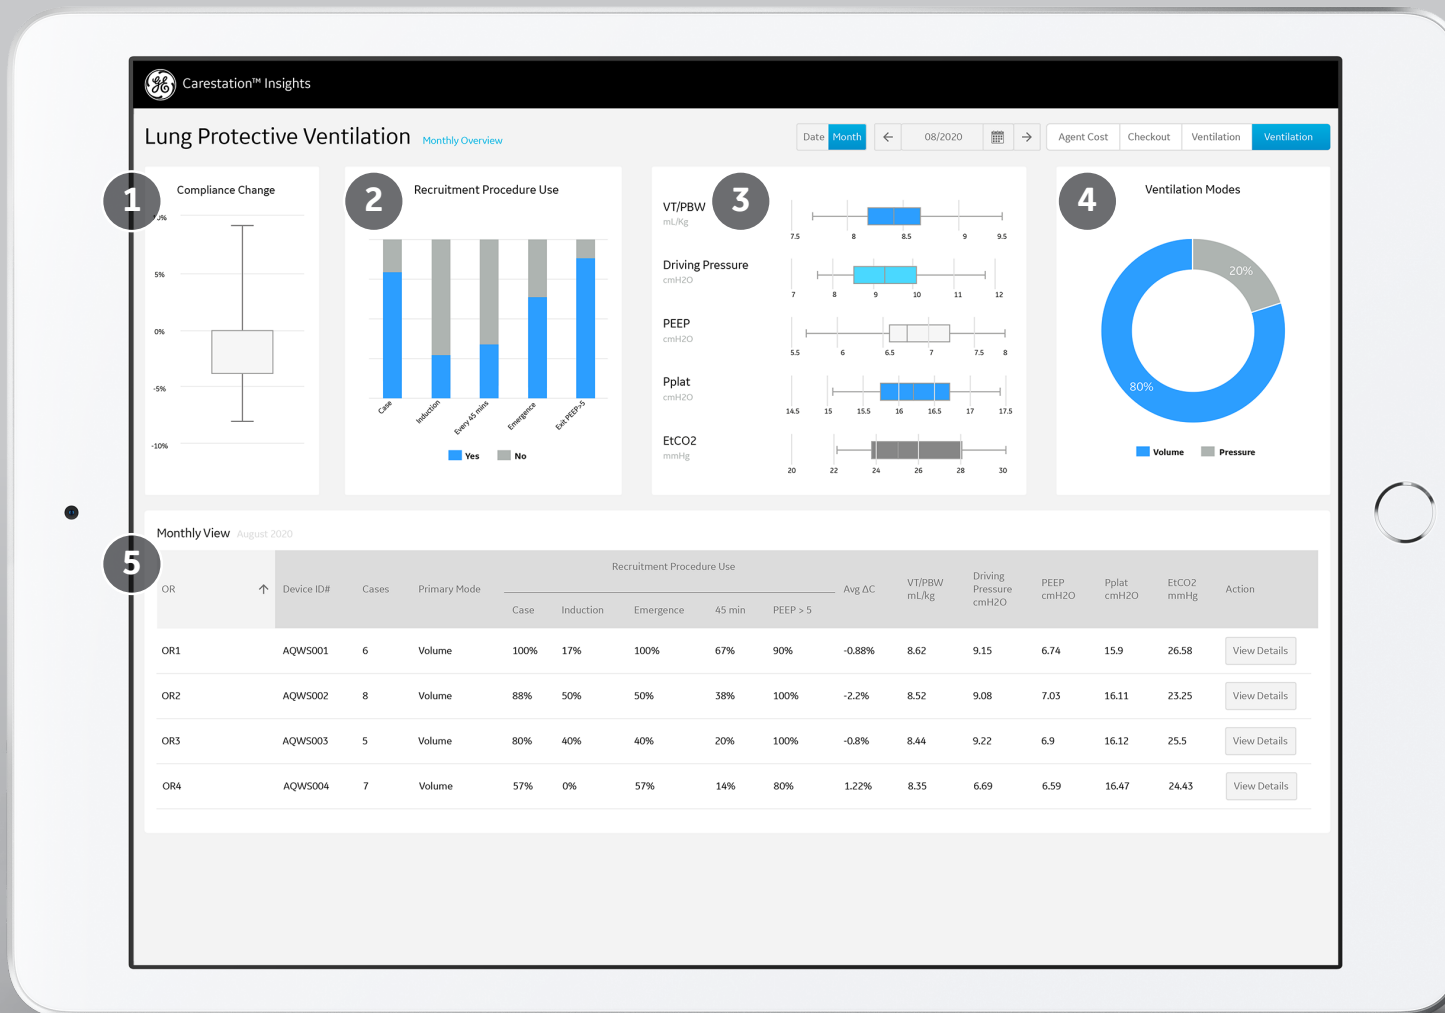 Carestation™ Insights
Lung Protective Ventilation Monthly Overview
Date Month 08/2020 Agent Cost Checkout Ventilation Ventilation
1
Compliance Change
5%
0%
-5%
-10%
2
Recruitment Procedure Use
Case Induction Every 45 mins Emergence Exit PEEP>5
Yes No
3
VT/PBW
mL/Kg
7.5 8 8.5 9 9.5
Driving Pressure
cmH2O
7 8 9 10 11 12
PEEP
cmH2O
5.5 6 6.5 7 7.5 8
Pplat
cmH2O
14.5 15 15.5 16 16.5 17 17.5
EtCO2
mmHg
20 22 24 26 28 30
4
Ventilation Modes
20%
80%
Volume Pressure
Monthly View August 2020
5
Recruitment Procedure Use
OR Device ID# Cases Primary Mode Avg ΔC VT/PBW mL/kg Driving Pressure cmH2O PEEP cmH2O Pplat cmH2O EtCO2 mmHg Action
Case Induction Emergence 45 min PEEP > 5
OR1 AQWS001 6 Volume 100% 17% 100% 67% 90% -0.88% 8.62 9.15 6.74 15.9 26.58 View Details
OR2 AQWS002 8 Volume 88% 50% 50% 38% 100% -2.2% 8.52 9.08 7.03 16.11 23.25 View Details
OR3 AQWS003 5 Volume 80% 40% 40% 20% 100% -0.8% 8.44 9.22 6.9 16.12 25.5 View Details
OR4 AQWS004 7 Volume 57% 0% 57% 14% 80% 1.22% 8.35 6.69 6.59 16.47 24.43 View Details